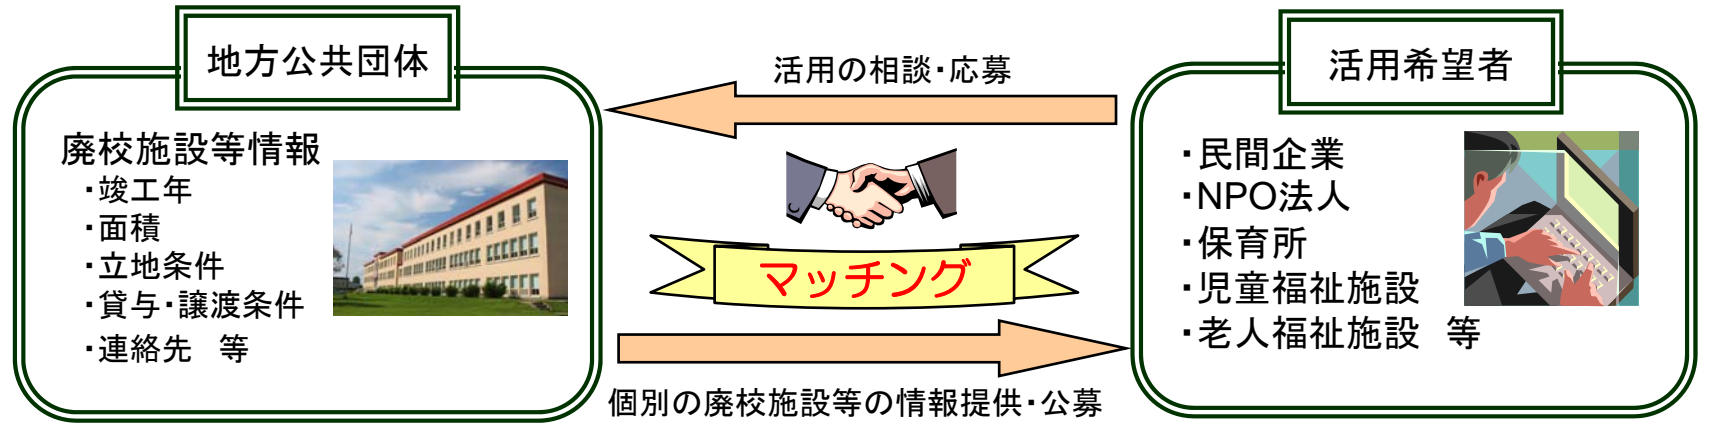 地方公共団体
廃校施設等情報
・竣工年
・面積
・立地条件
・貸与・譲渡条件
・連絡先　等
活用の相談・応募
マッチング
個別の廃校施設等の情報提供・公募
活用希望者
・民間企業
・NPO法人
・保育所
・児童福祉施設
・老人福祉施設　等